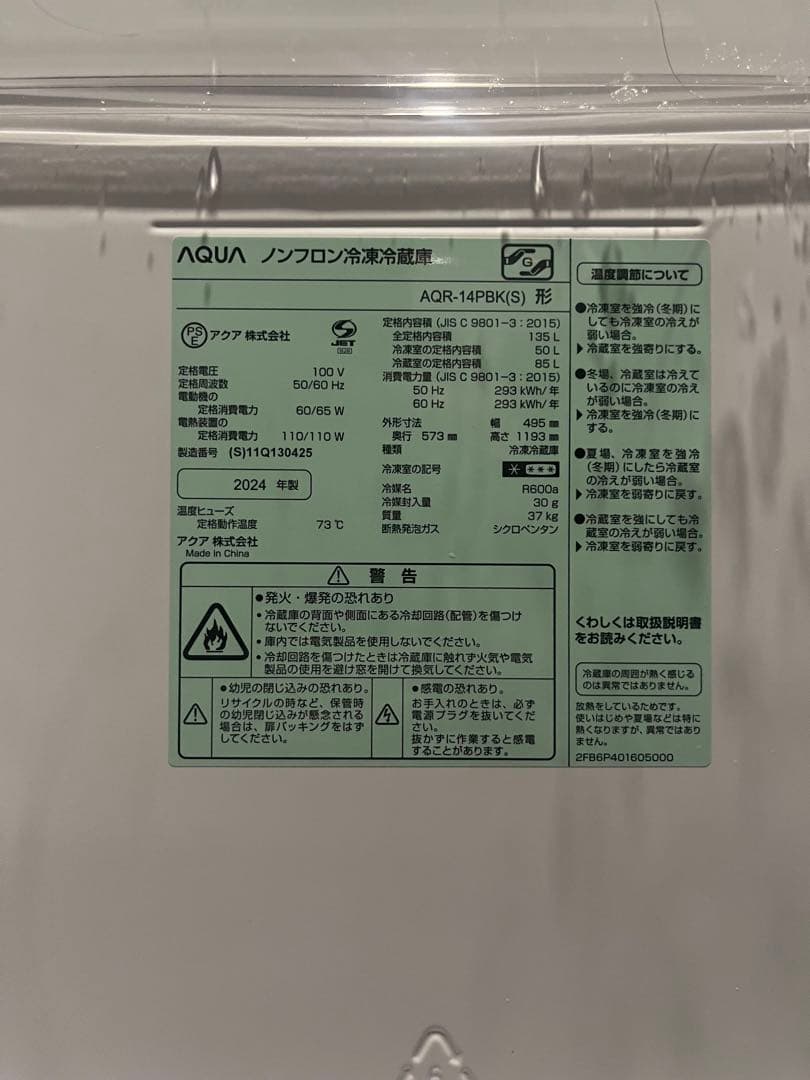 AQUA ノンフロン冷凍冷蔵庫
G
AQR-14PBK(S) 形
PSE アクア 株式会社
S JET
定格電圧 100 V
定格周波数 50/60 Hz
電動機の
定格消費電力 60/65 W
電熱装置の
定格消費電力 110/110 W
製造番号 (S)11Q130425
2024 年製
温度ヒューズ
定格動作温度 73 ℃
アクア 株式会社
Made in China
定格内容積 (JIS C 9801-3 : 2015)
全定格内容積 135 L
冷凍室の定格内容積 50 L
冷蔵室の定格内容積 85 L
消費電力量 (JIS C 9801-3 : 2015)
50 Hz 293 kWh/年
60 Hz 293 kWh/年
外形寸法 幅 495 ㎜
奥行 573 ㎜ 高さ 1193 ㎜
種類 冷凍冷蔵庫
冷凍室の記号
冷媒名 R600a
冷媒封入量 30 g
質量 37 kg
断熱発泡ガス シクロペンタン
⚠ 警告
●発火・爆発の恐れあり
・冷蔵庫の背面や側面にある冷却回路(配管)を傷つけ
ないでください。
・庫内では電気製品を使用しないでください。
・冷却回路を傷つけたときは冷蔵庫に触れず火気や電気
製品の使用を避け窓を開けて換気してください。
●幼児の閉じ込みの恐れあり。
リサイクルの時など、保管時
の幼児閉じ込みが懸念される
場合は、扉パッキングをはず
してください。
●感電の恐れあり。
お手入れのときは、必ず
電源プラグを抜いてくだ
さい。
抜かずに作業すると感電
することがあります。
温度調節について
●冷凍室を強冷(冬期)に
しても冷凍室の冷えが
弱い場合。
▶冷蔵室を強寄りにする。
●冬場、冷蔵室は冷えて
いるのに冷凍室の冷え
が弱い場合。
▶冷凍室を強冷(冬期)に
する。
●夏場、冷凍室を強冷
(冬期)にしたら冷蔵室
の冷えが弱い場合。
▶冷凍室を弱寄りに戻す。
●冷蔵室を強にしても冷
蔵室の冷えが弱い場合。
▶冷凍室を弱寄りに戻す。
くわしくは取扱説明書
をお読みください。
冷蔵庫の周囲が熱く感じる
のは異常ではありません。
放熱をしているためです。
使いはじめや夏場などは特に
熱くなりますが、異常ではあり
ません。
2FB6P401605000